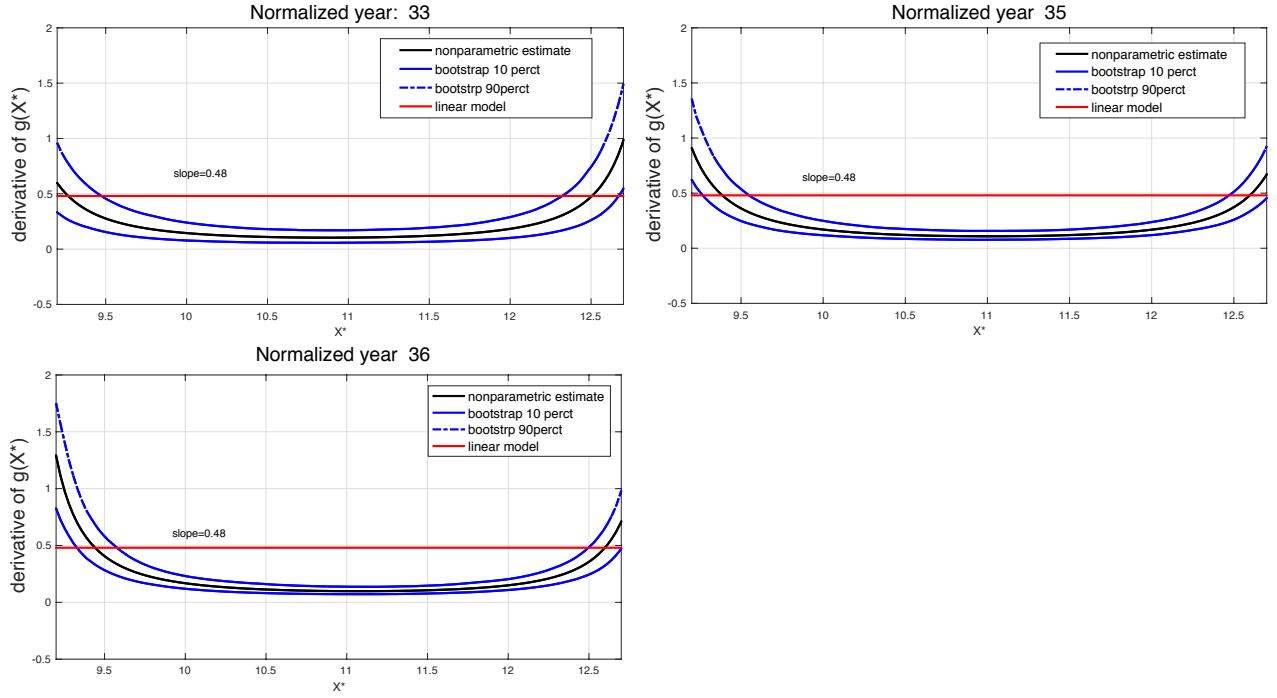 Normalized year: 33
2
1.5
1
0.5
0
-0.5
derivative of g(X*)
nonparametric estimate
bootstrap 10 perct
bootstrp 90perct
linear model
slope=0.48
9.5 10 10.5 11 11.5 12 12.5
X*
Normalized year 35
2
1.5
1
0.5
0
-0.5
derivative of g(X*)
nonparametric estimate
bootstrap 10 perct
bootstrp 90perct
linear model
slope=0.48
9.5 10 10.5 11 11.5 12 12.5
X*
Normalized year 36
2
1.5
1
0.5
0
-0.5
derivative of g(X*)
nonparametric estimate
bootstrap 10 perct
bootstrp 90perct
linear model
slope=0.48
9.5 10 10.5 11 11.5 12 12.5
X*